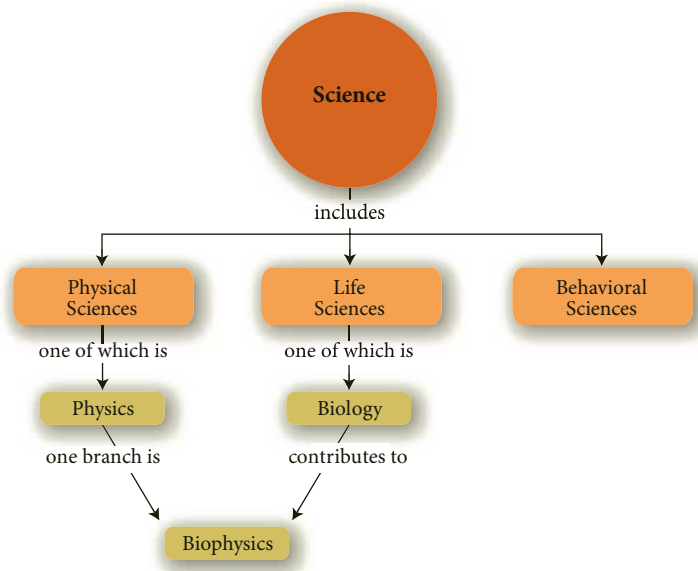 Science
includes
Physical
Sciences
Life
Sciences
Behavioral
Sciences
one of which is
one of which is
Physics
Biology
one branch is
contributes to
Biophysics